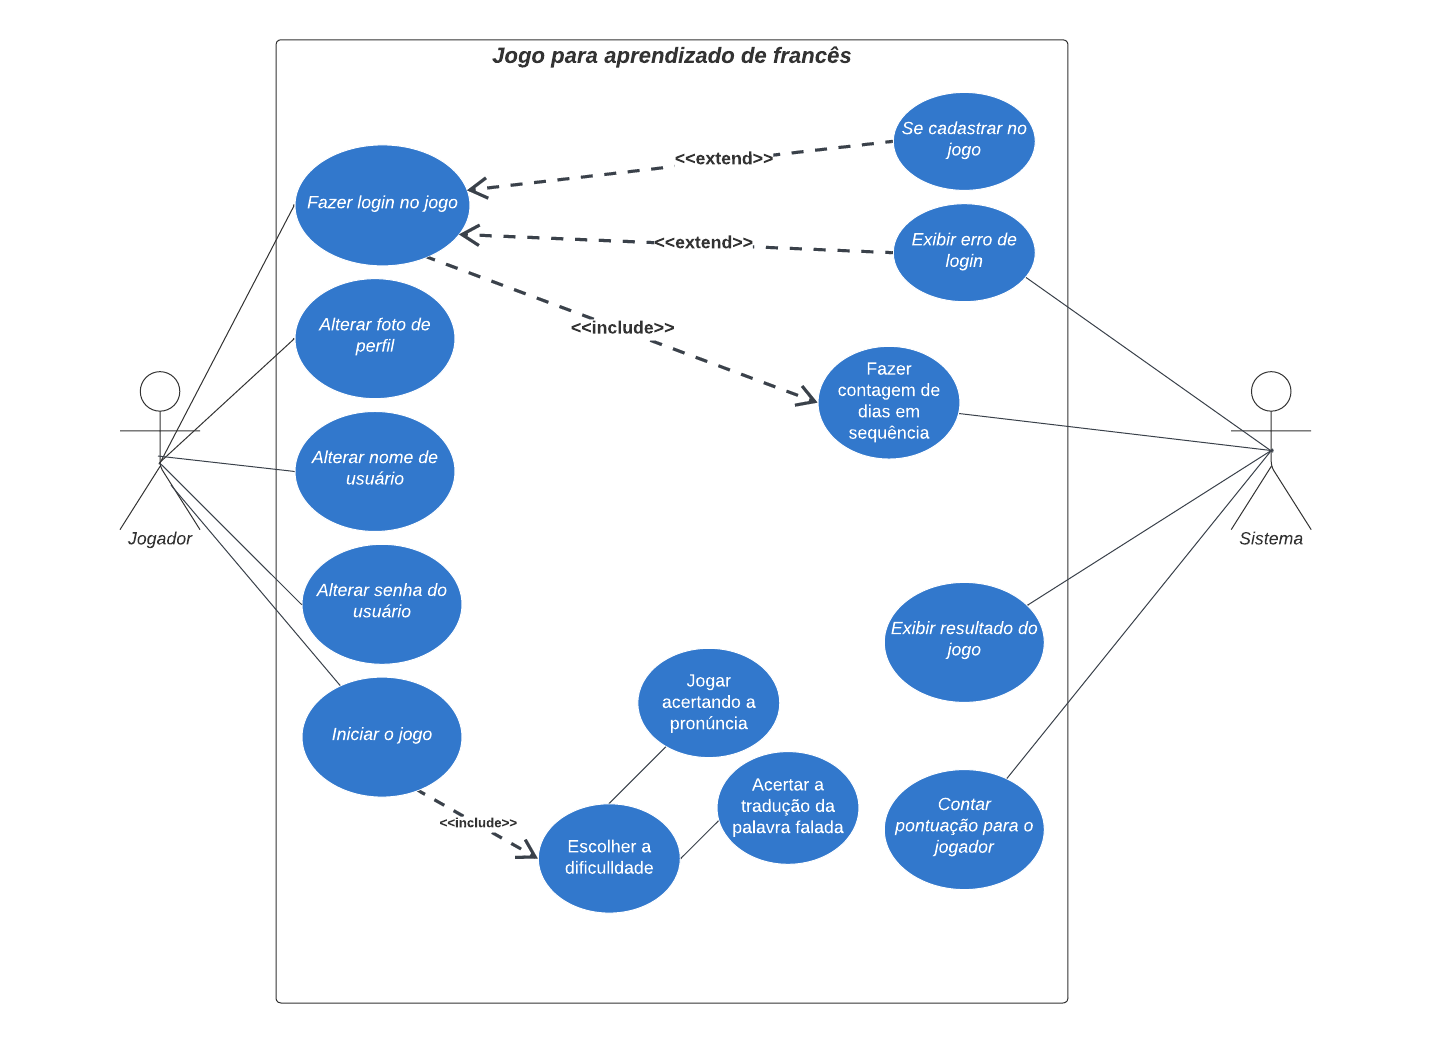 Jogo para aprendizado de francês
Se cadastrar no
jogo
<<extend>>
Fazer login no jogo
Exibir erro de
login
<<extend>>
<<include>>
Alterar foto de
perfil
Fazer
contagem de
dias em
sequência
Alterar nome de
usuário
Jogador
Sistema
Alterar senha do
usuário
Exibir resultado do
jogo
Jogar
acertando a
pronúncia
Iniciar o jogo
Acertar a
tradução da
palavra falada
Contar
pontuação para o
jogador
<<include>>
Escolher a
dificulldade